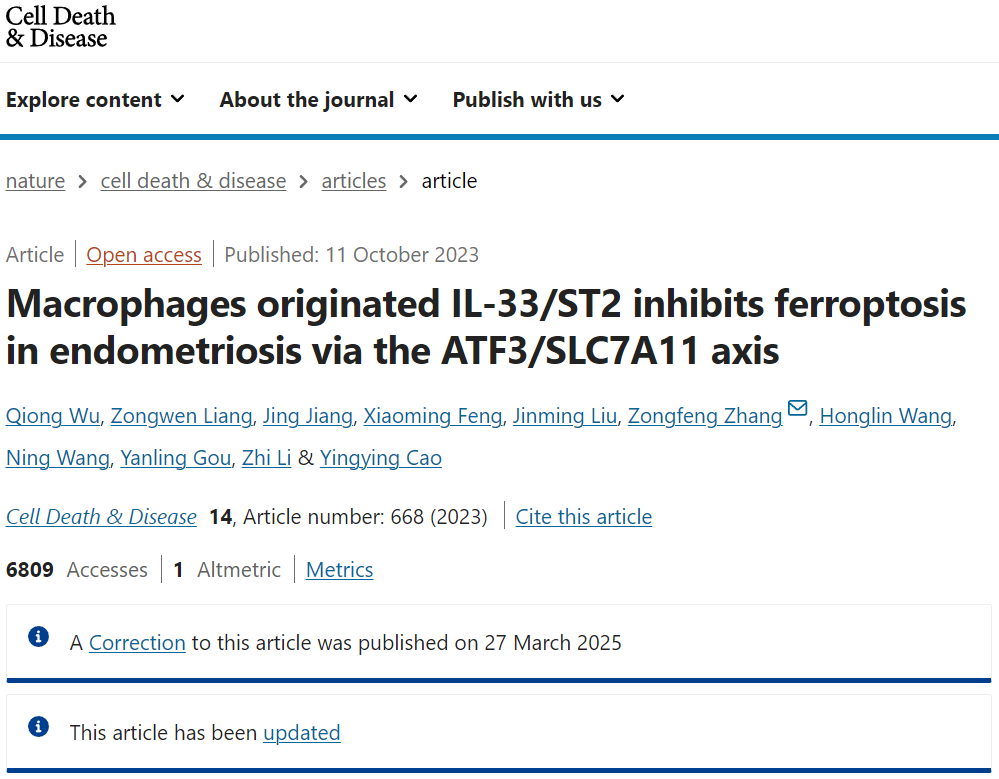 Cell Death
& Disease
Explore content About the journal Publish with us
nature > cell death & disease > articles > article
Article | Open access | Published: 11 October 2023
Macrophages originated IL-33/ST2 inhibits ferroptosis
in endometriosis via the ATF3/SLC7A11 axis
Qiong Wu, Zongwen Liang, Jing Jiang, Xiaoming Feng, Jinming Liu, Zongfeng Zhang, Honglin Wang,
Ning Wang, Yanling Gou, Zhi Li & Yingying Cao
Cell Death & Disease 14, Article number: 668 (2023) | Cite this article
6809 Accesses | 1 Altmetric | Metrics
A Correction to this article was published on 27 March 2025
This article has been updated